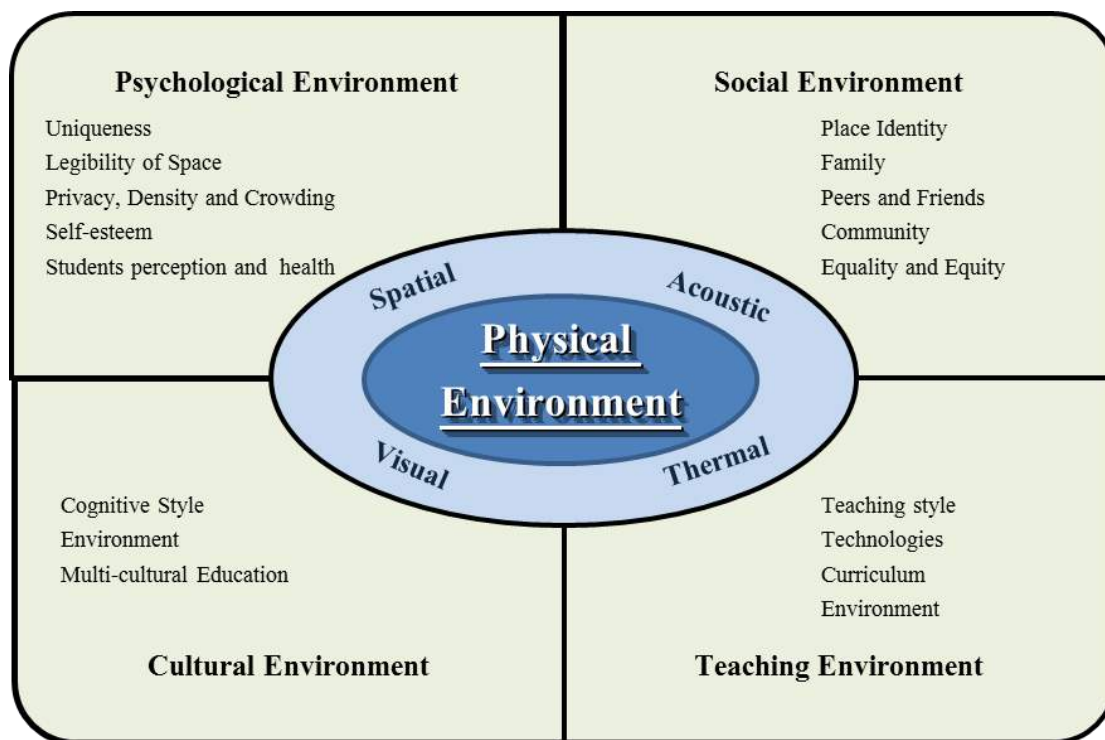 Psychological Environment
Uniqueness
Legibility of Space
Privacy, Density and Crowding
Self-esteem
Students perception and health
Social Environment
Place Identity
Family
Peers and Friends
Community
Equality and Equity
Spatial
Acoustic
Physical
Environment
Visual
Thermal
Cognitive Style
Environment
Multi-cultural Education
Cultural Environment
Teaching style
Technologies
Curriculum
Environment
Teaching Environment